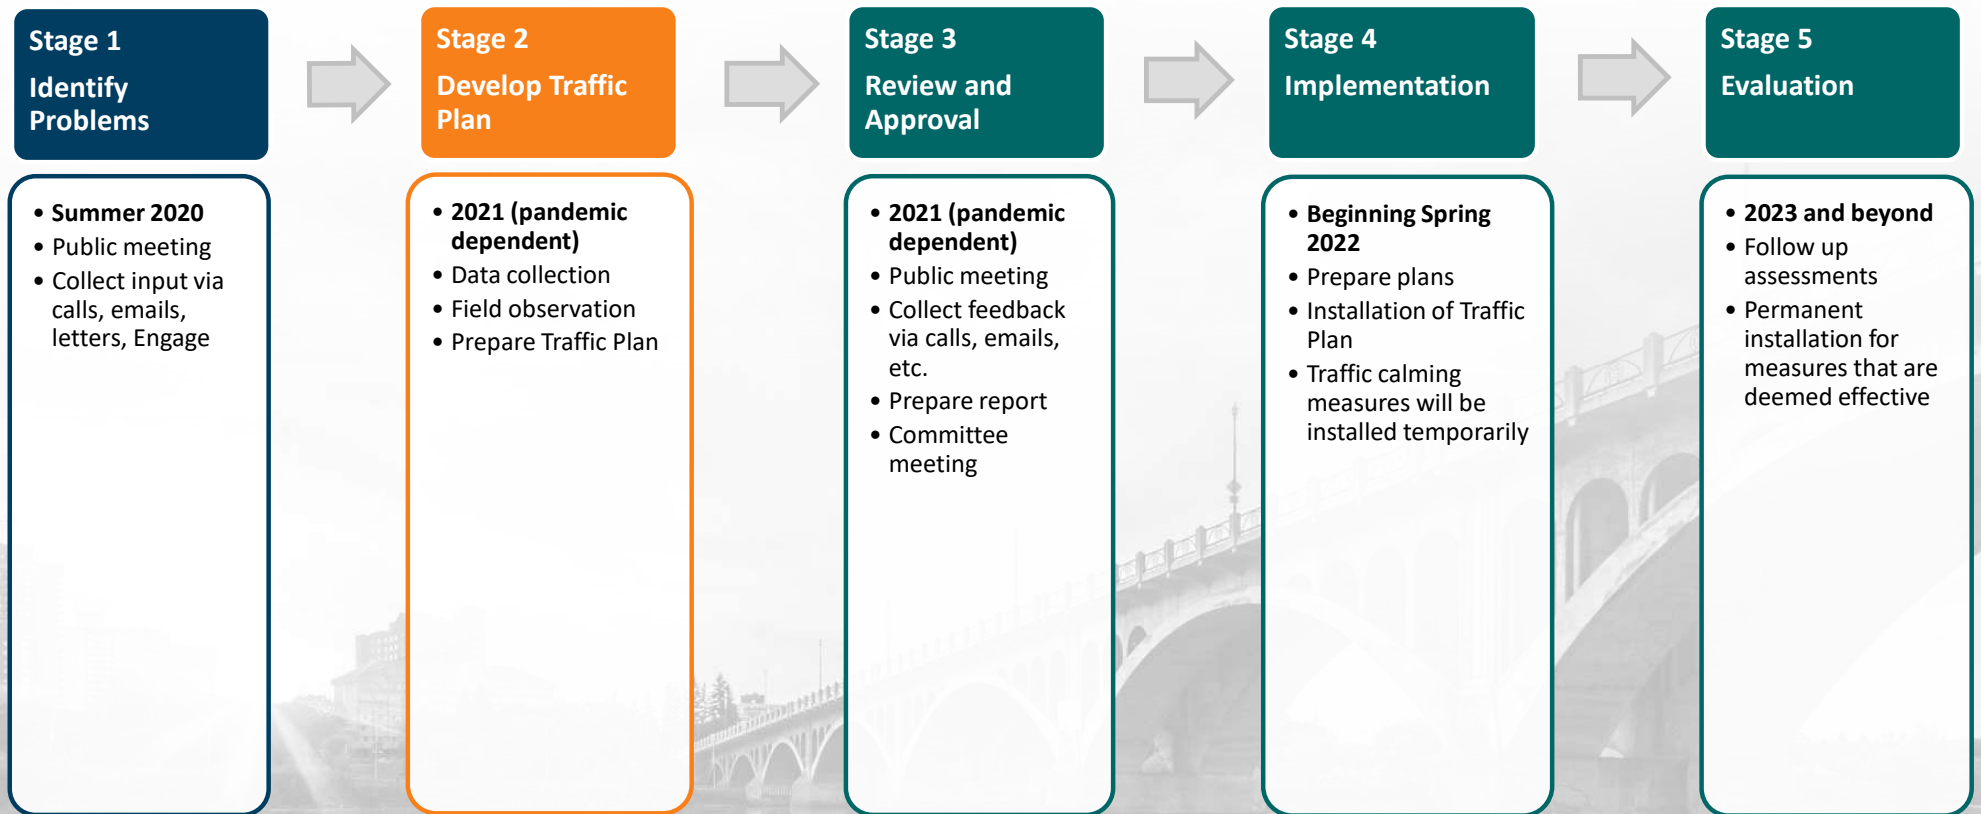 Stage 1
Identify
Problems
• Summer 2020
• Public meeting
• Collect input via
calls, emails,
letters, Engage
Stage 2
Develop Traffic
Plan
• 2021 (pandemic
dependent)
• Data collection
• Field observation
• Prepare Traffic Plan
Stage 3
Review and
Approval
• 2021 (pandemic
dependent)
• Public meeting
• Collect feedback
via calls, emails,
etc.
• Prepare report
• Committee
meeting
Stage 4
Implementation
• Beginning Spring
2022
• Prepare plans
• Installation of Traffic
Plan
• Traffic calming
measures will be
installed temporarily
Stage 5
Evaluation
• 2023 and beyond
• Follow up
assessments
• Permanent
installation for
measures that are
deemed effective